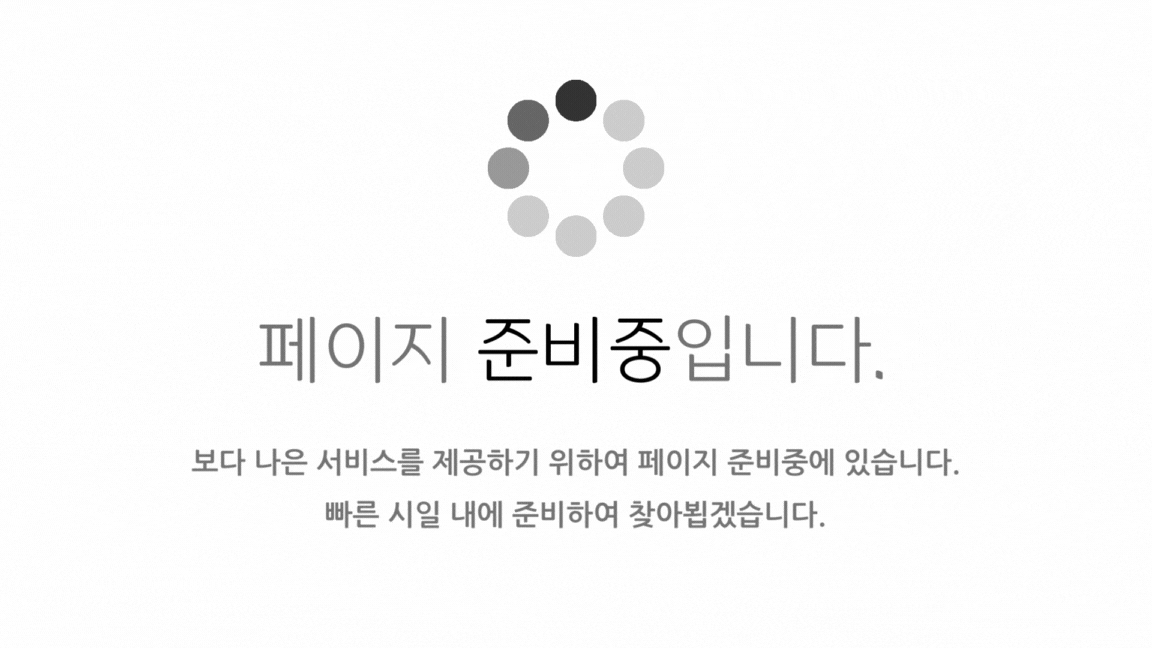 페이지 준비중입니다.
보다 나은 서비스를 제공하기 위하여 페이지 준비중에 있습니다.
빠른 시일 내에 준비하여 찾아뵙겠습니다.